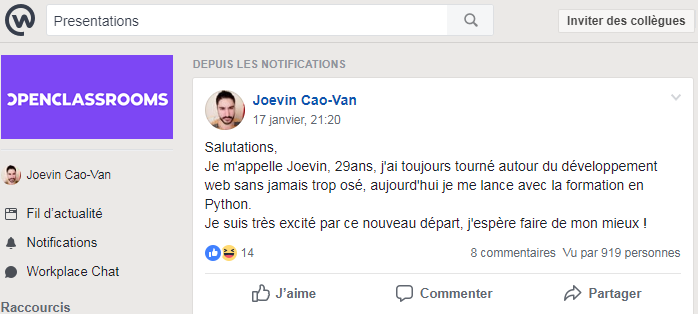 Presentations
Inviter des collègues
OPENCLASSROOMS
Joevin Cao-Van
Fil d'actualité
Notifications
Workplace Chat
Raccourcis
DEPUIS LES NOTIFICATIONS
Joevin Cao-Van
17 janvier, 21:20
Salutations,
Je m'appelle Joevin, 29ans, j'ai toujours tourné autour du développement
web sans jamais trop osé, aujourd'hui je me lance avec la formation en
Python.
Je suis très excité par ce nouveau départ, j'espère faire de mon mieux !
14
8 commentaires Vu par 919 personnes
J'aime Commenter Partager